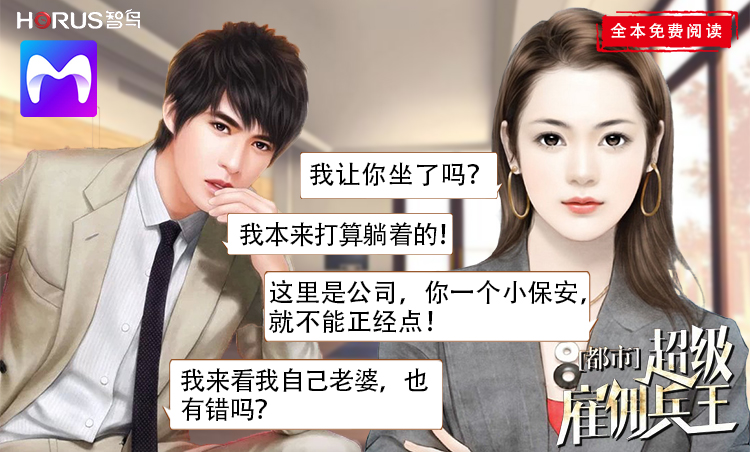 HORUS智鸟
全本免费阅读
我让你坐了吗？
我本来打算躺着的！
这里是公司，你一个小保安，
就不能正经点！
我来看我自己老婆，也
有错吗？
[都市]超级
雇佣兵王